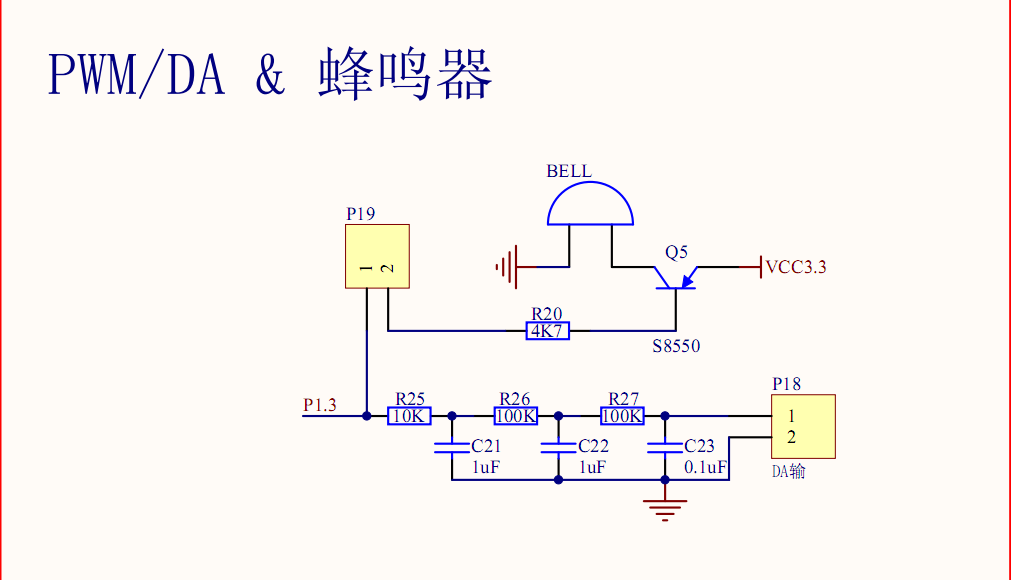 PWM/DA & 蜂鸣器
BELL
P19
1
2
Q5
VCC3.3
R20
4K7
S8550
P1.3
R25
10K
R26
100K
R27
100K
P18
1
2
C21
1uF
C22
1uF
C23
0.1uF
DA输